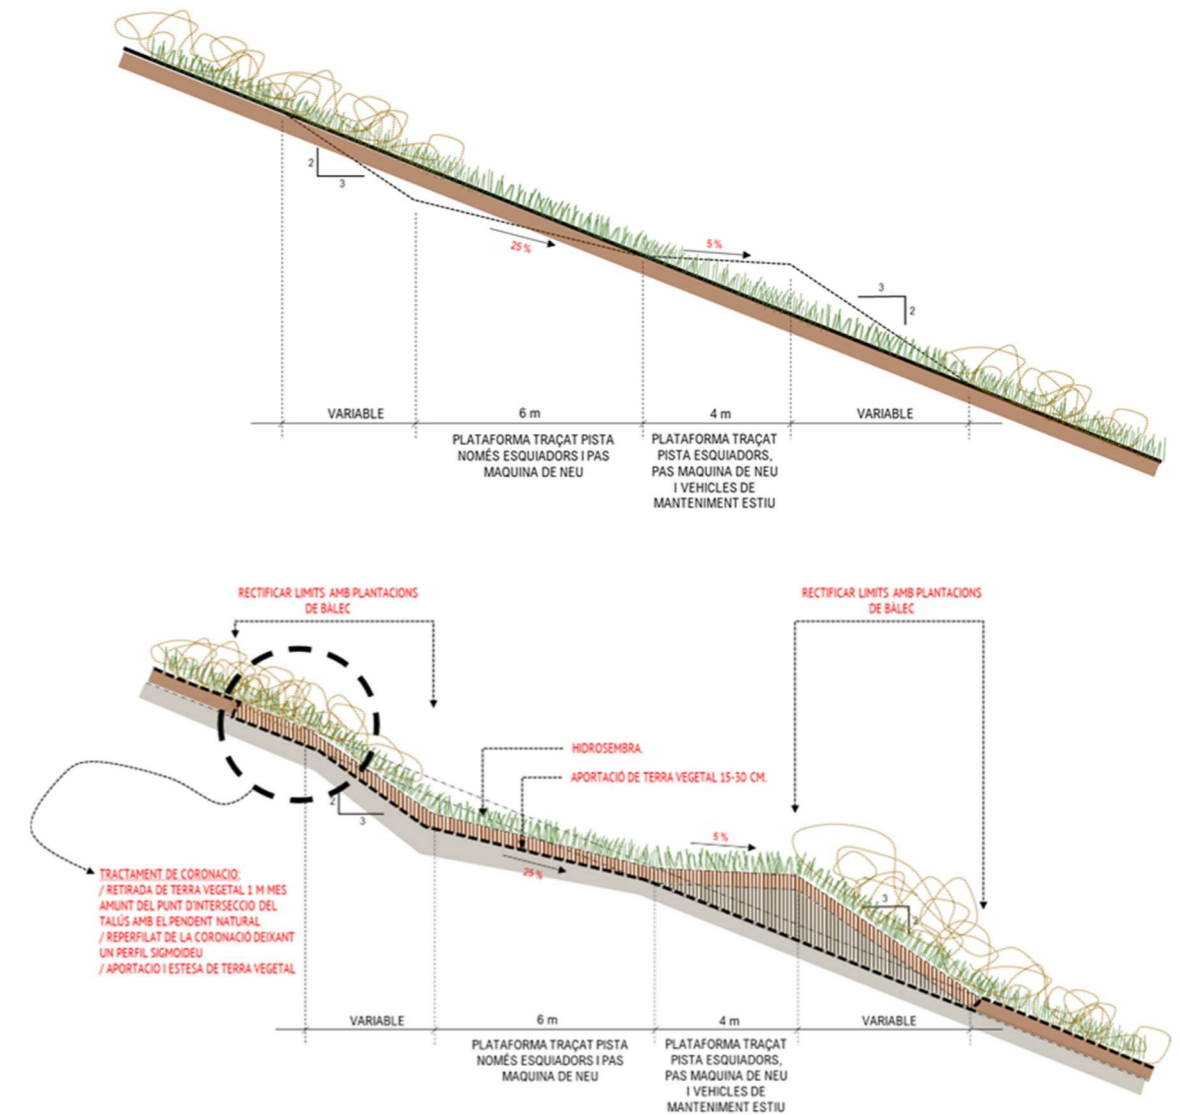 2
3
25 %
5 %
3
2
VARIABLE
6 m
4 m
VARIABLE
PLATAFORMA TRAÇAT PISTA
NOMÉS ESQUIADORS I PAS
MAQUINA DE NEU
PLATAFORMA TRAÇAT
PISTA ESQUIADORS,
PAS MAQUINA DE NEU
I VEHICLES DE
MANTENIMENT ESTIU
RECTIFICAR LIMITS AMB PLANTACIONS
DE BÀLEC
RECTIFICAR LIMITS AMB PLANTACIONS
DE BÀLEC
HIDROSEMBRA.
APORTACIÓ DE TERRA VEGETAL 15-30 CM.
2
3
25 %
5 %
3
2
TRACTAMENT DE CORONACIO:
/ RETIRADA DE TERRA VEGETAL 1 M MES
AMUNT DEL PUNT D'INTERSECCIO DEL
TALÚS AMB EL PENDENT NATURAL
/ REPERFILAT DE LA CORONACIÓ DEIXANT
UN PERFIL SIGMOIDEU
/ APORTACIO I ESTESA DE TERRA VEGETAL
VARIABLE
6 m
4 m
VARIABLE
PLATAFORMA TRAÇAT PISTA
NOMÉS ESQUIADORS I PAS
MAQUINA DE NEU
PLATAFORMA TRAÇAT
PISTA ESQUIADORS,
PAS MAQUINA DE NEU
I VEHICLES DE
MANTENIMENT ESTIU